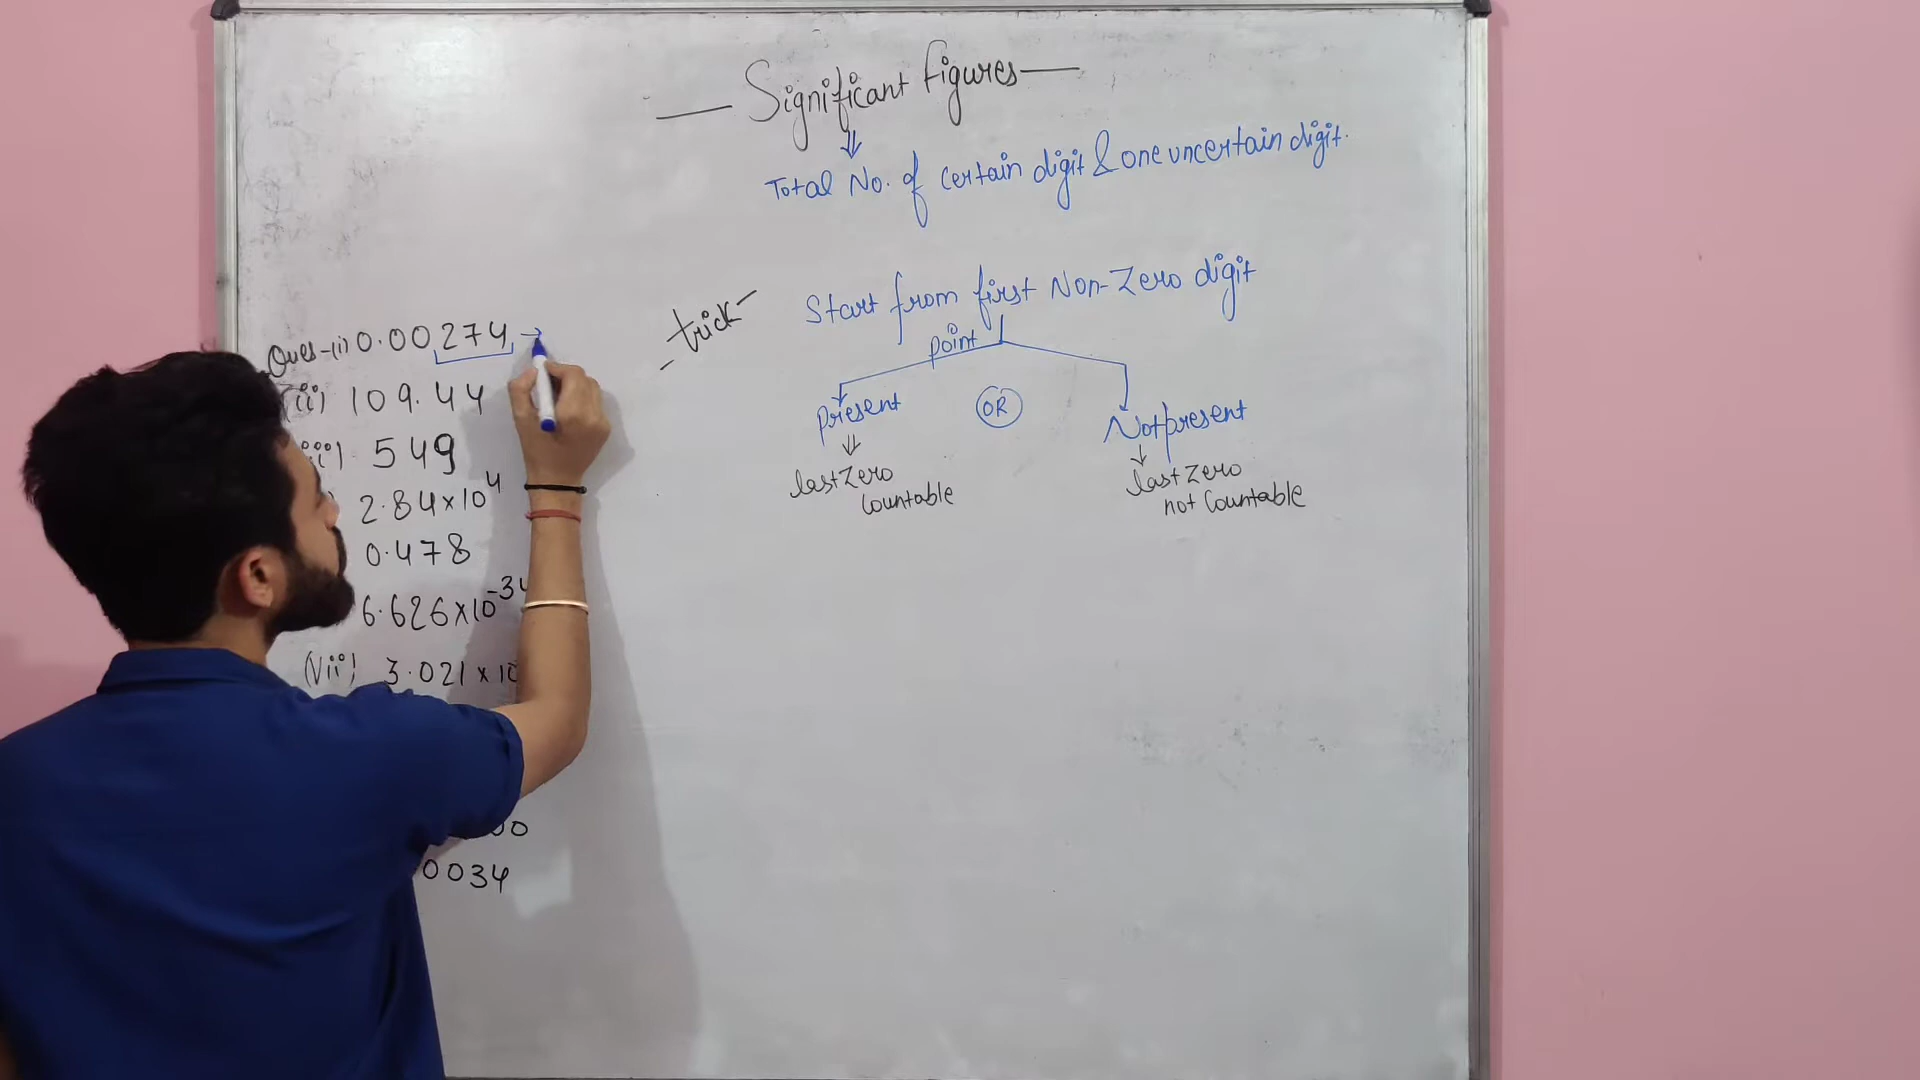 Significant figures
Total No. of certain digit & one uncertain digit.
trick
Start from first Non-Zero digit
point
Present
OR
Not present
last Zero
Countable
last Zero
not Countable
Ques-(i) 0.00274 →
(ii) 109.44
549
2.84×10⁴
0.478
6.626×10⁻³⁴
(Vii) 3.021×10
00
0034